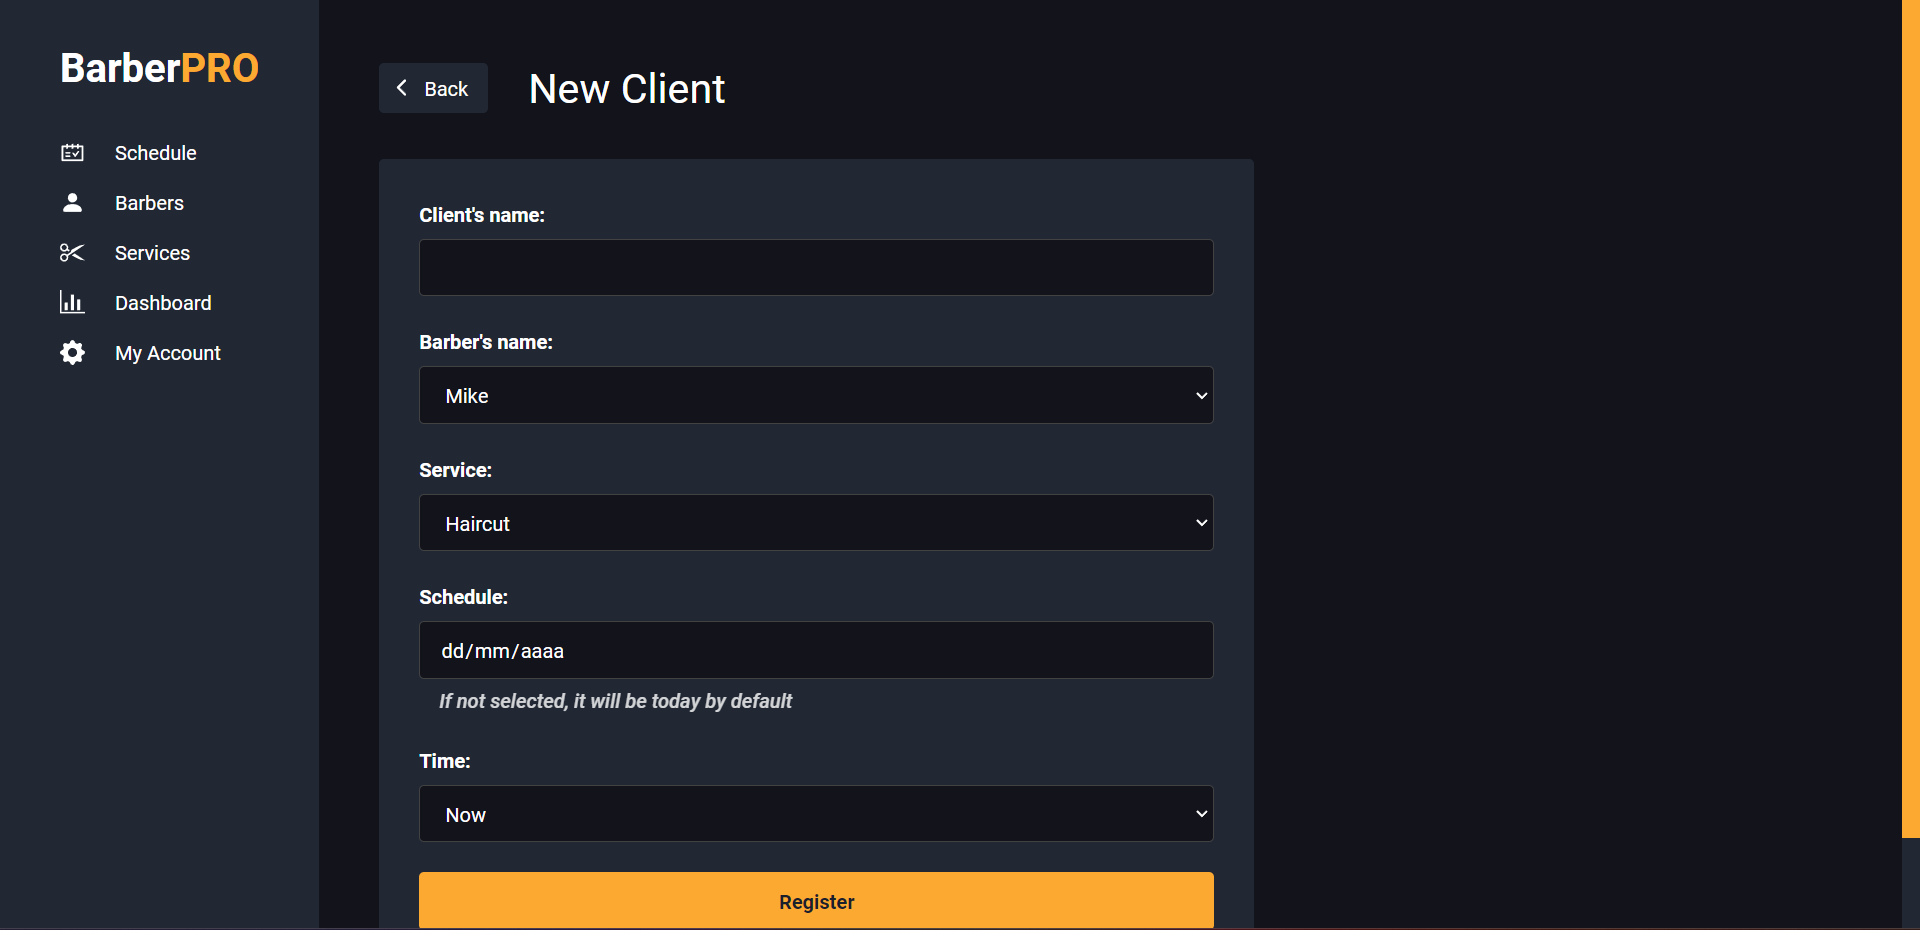 BarberPRO
Schedule
Barbers
Services
Dashboard
My Account
Back
New Client
Client's name:
Barber's name:
Mike
Service:
Haircut
Schedule:
dd/mm/aaaa
If not selected, it will be today by default
Time:
Now
Register